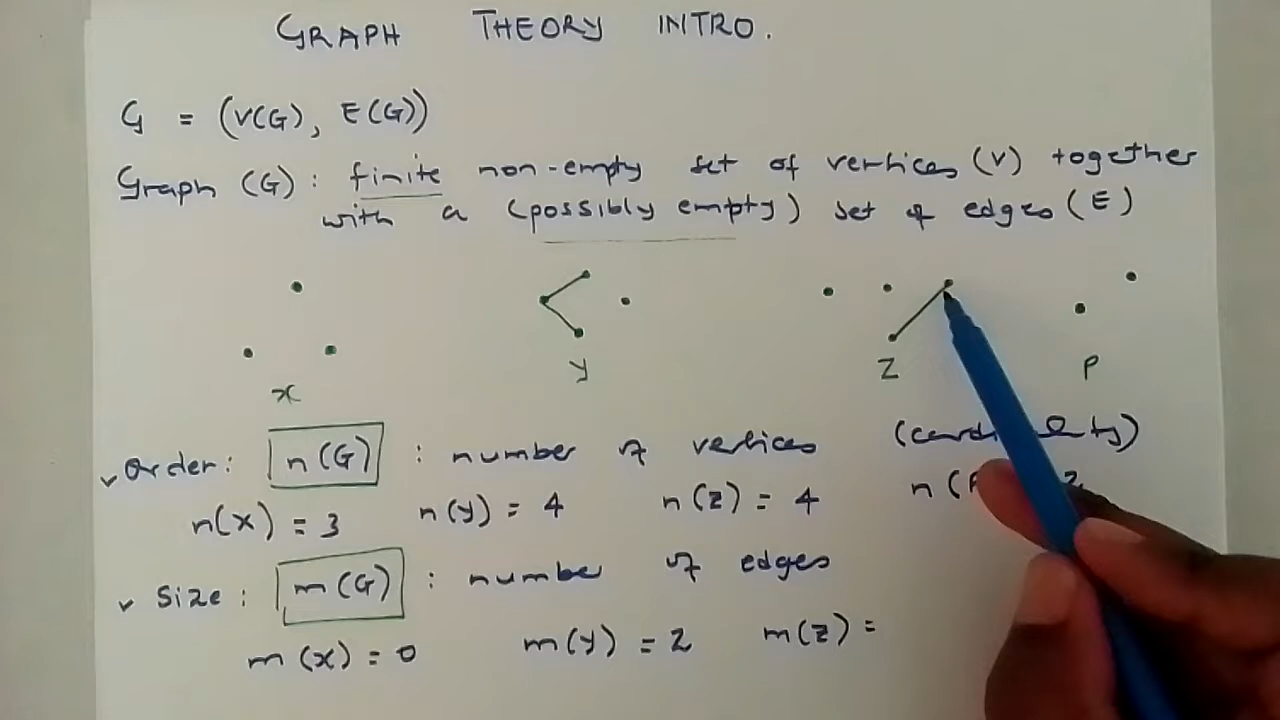 GRAPH THEORY INTRO.
G = (V(G), E(G))
Graph (G): finite non-empty set of vertices (V) together
with a (possibly empty) set of edges (E)
x y z P
Order: n(G) : number of vertices
n(x) = 3 n(y) = 4 n(z) = 4 n( 2
Size: m(G) : number of edges
m(x) = 0 m(y) = 2 m(z) =